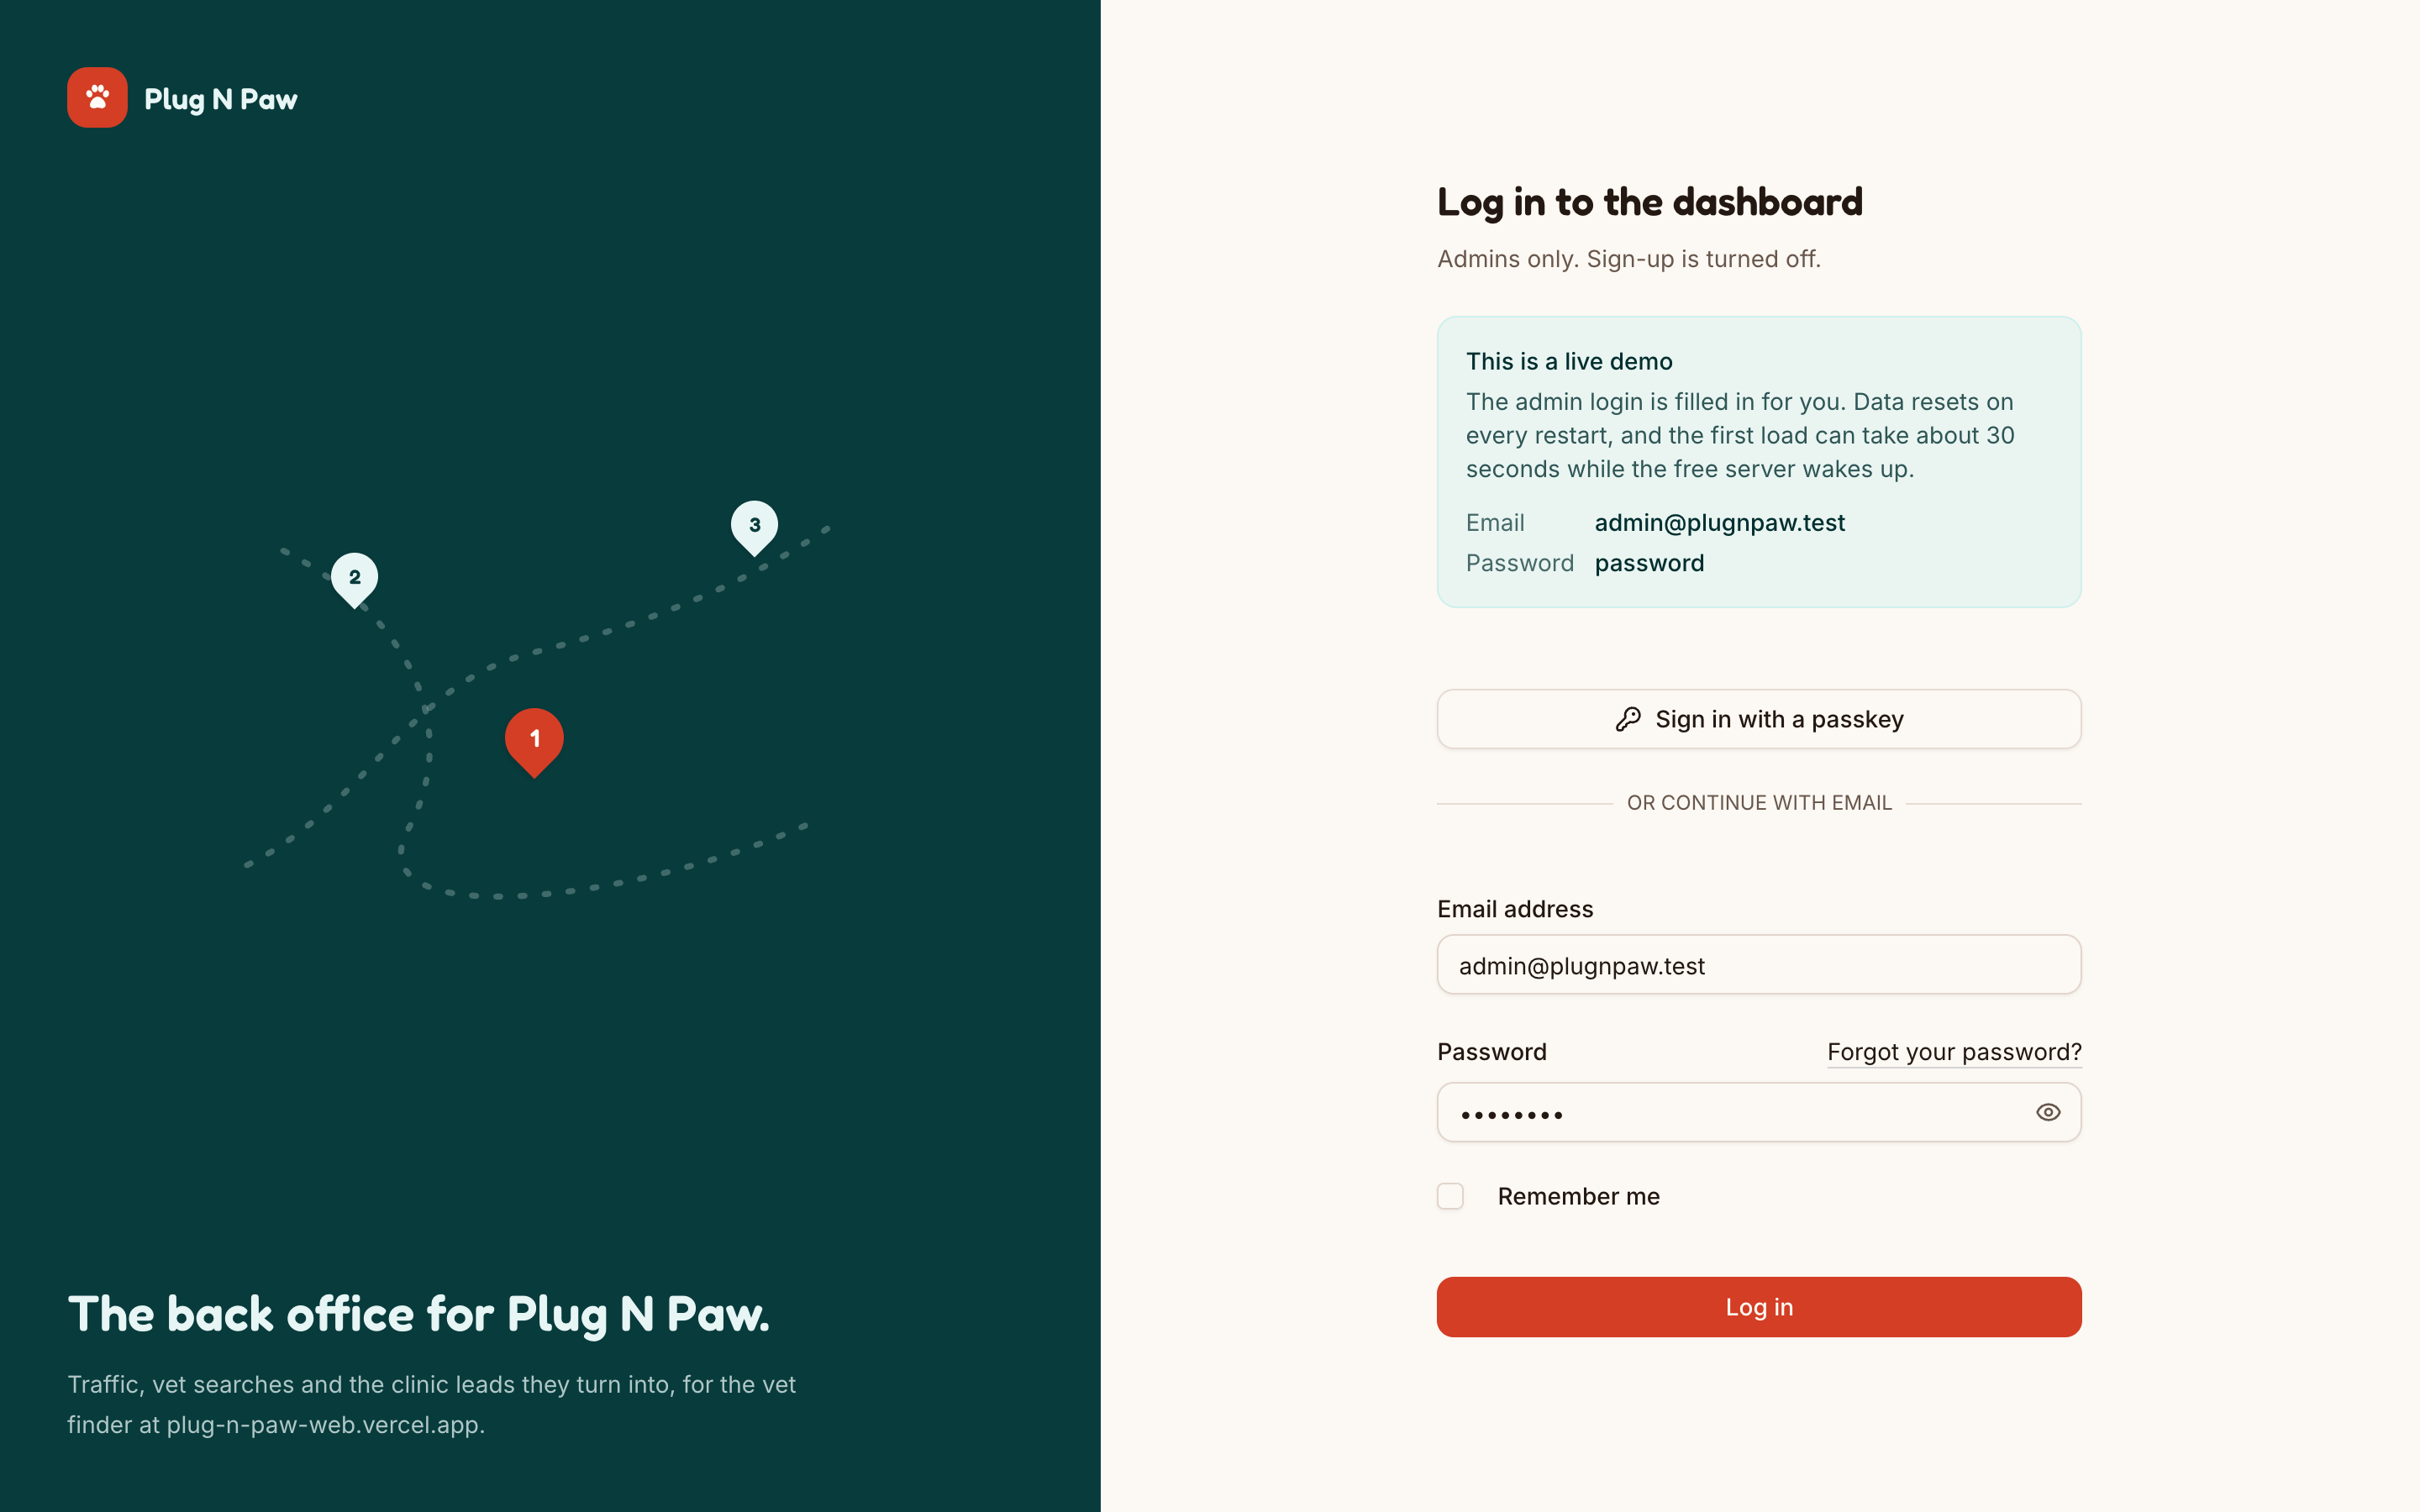 Plug N Paw
2
3
1
The back office for Plug N Paw.
Traffic, vet searches and the clinic leads they turn into, for the vet
finder at plug-n-paw-web.vercel.app.
Log in to the dashboard
Admins only. Sign-up is turned off.
This is a live demo
The admin login is filled in for you. Data resets on
every restart, and the first load can take about 30
seconds while the free server wakes up.
Email admin@plugnpaw.test
Password password
Sign in with a passkey
OR CONTINUE WITH EMAIL
Email address
admin@plugnpaw.test
Password Forgot your password?
••••••••
Remember me
Log in